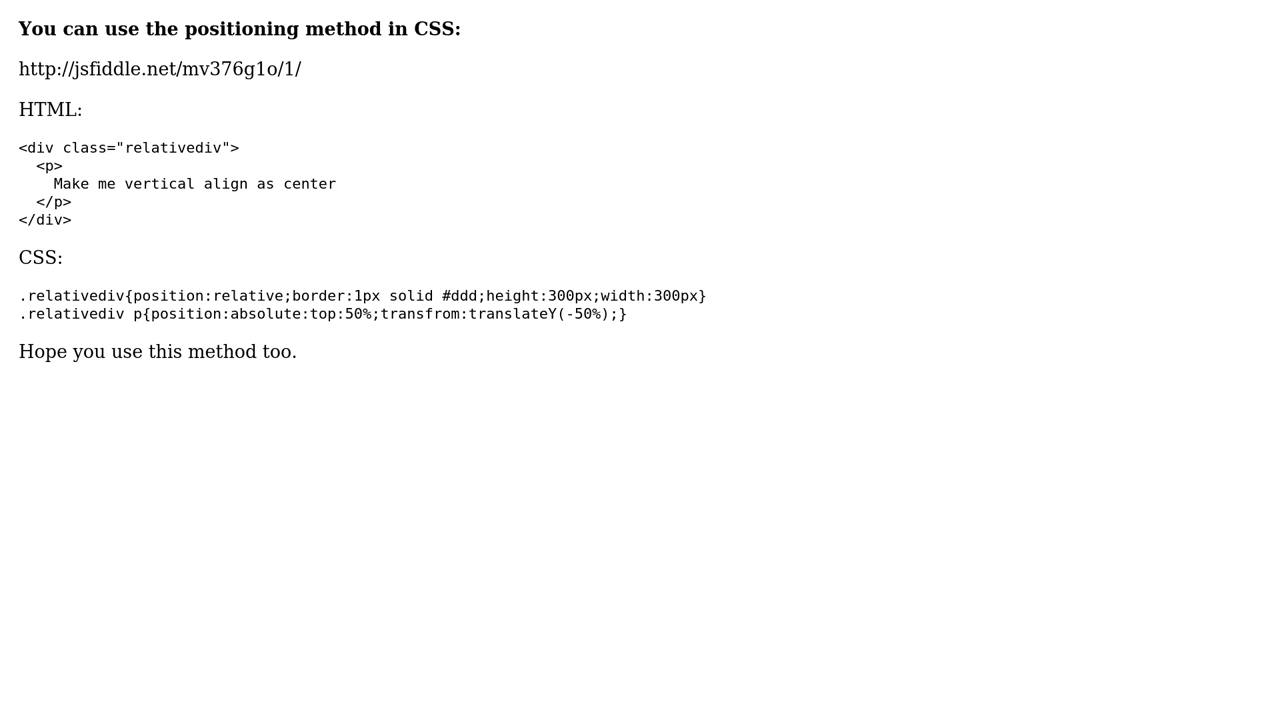 You can use the positioning method in CSS:
http://jsfiddle.net/mv376g1o/1/
HTML:
<div class="relativediv">
  <p>
    Make me vertical align as center
  </p>
</div>
CSS:
.relativediv{position:relative;border:1px solid #ddd;height:300px;width:300px}
.relativediv p{position:absolute:top:50%;transfrom:translateY(-50%);}
Hope you use this method too.